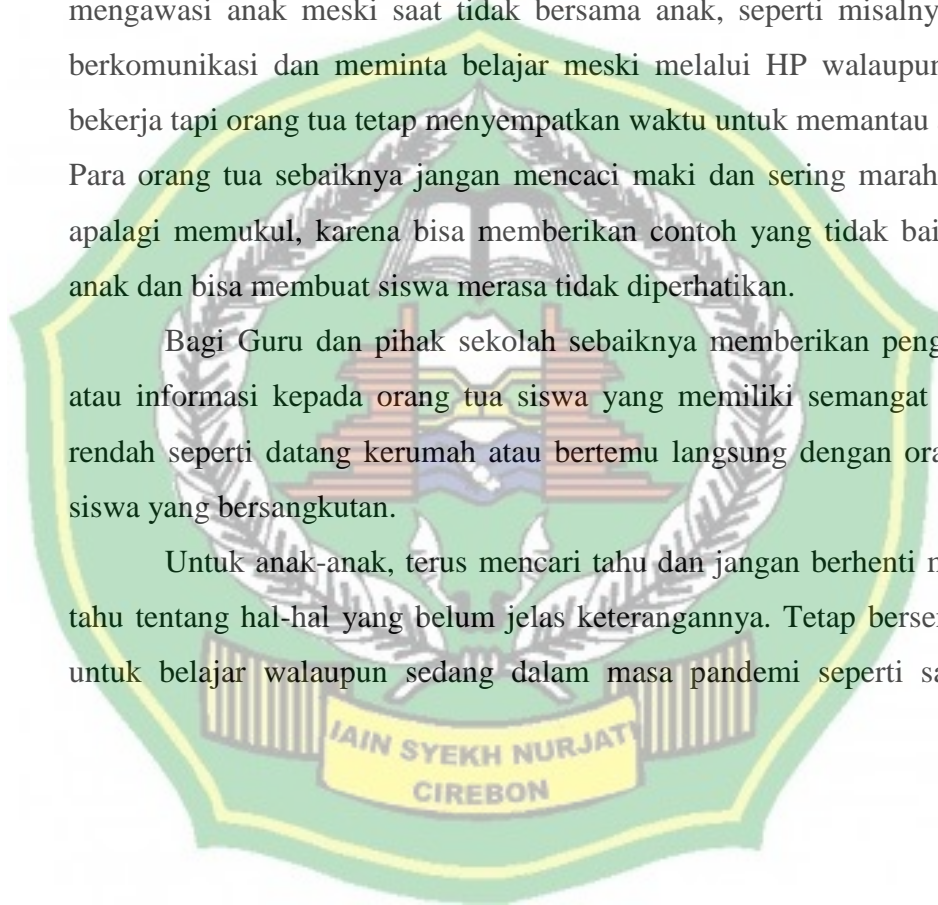 mengawasi anak meski saat tidak bersama anak, seperti misalny
berkomunikasi dan meminta belajar meski melalui HP walaupun
bekerja tapi orang tua tetap menyempatkan waktu untuk memantau
Para orang tua sebaiknya jangan mencaci maki dan sering marah
apalagi memukul, karena bisa memberikan contoh yang tidak bai
anak dan bisa membuat siswa merasa tidak diperhatikan.
Bagi Guru dan pihak sekolah sebaiknya memberikan peng
atau informasi kepada orang tua siswa yang memiliki semangat
rendah seperti datang kerumah atau bertemu langsung dengan ora
siswa yang bersangkutan.
Untuk anak-anak, terus mencari tahu dan jangan berhenti n
tahu tentang hal-hal yang belum jelas keterangannya. Tetap berse
untuk belajar walaupun sedang dalam masa pandemi seperti sa
IAIN SYEKH NURJATI
CIREBON